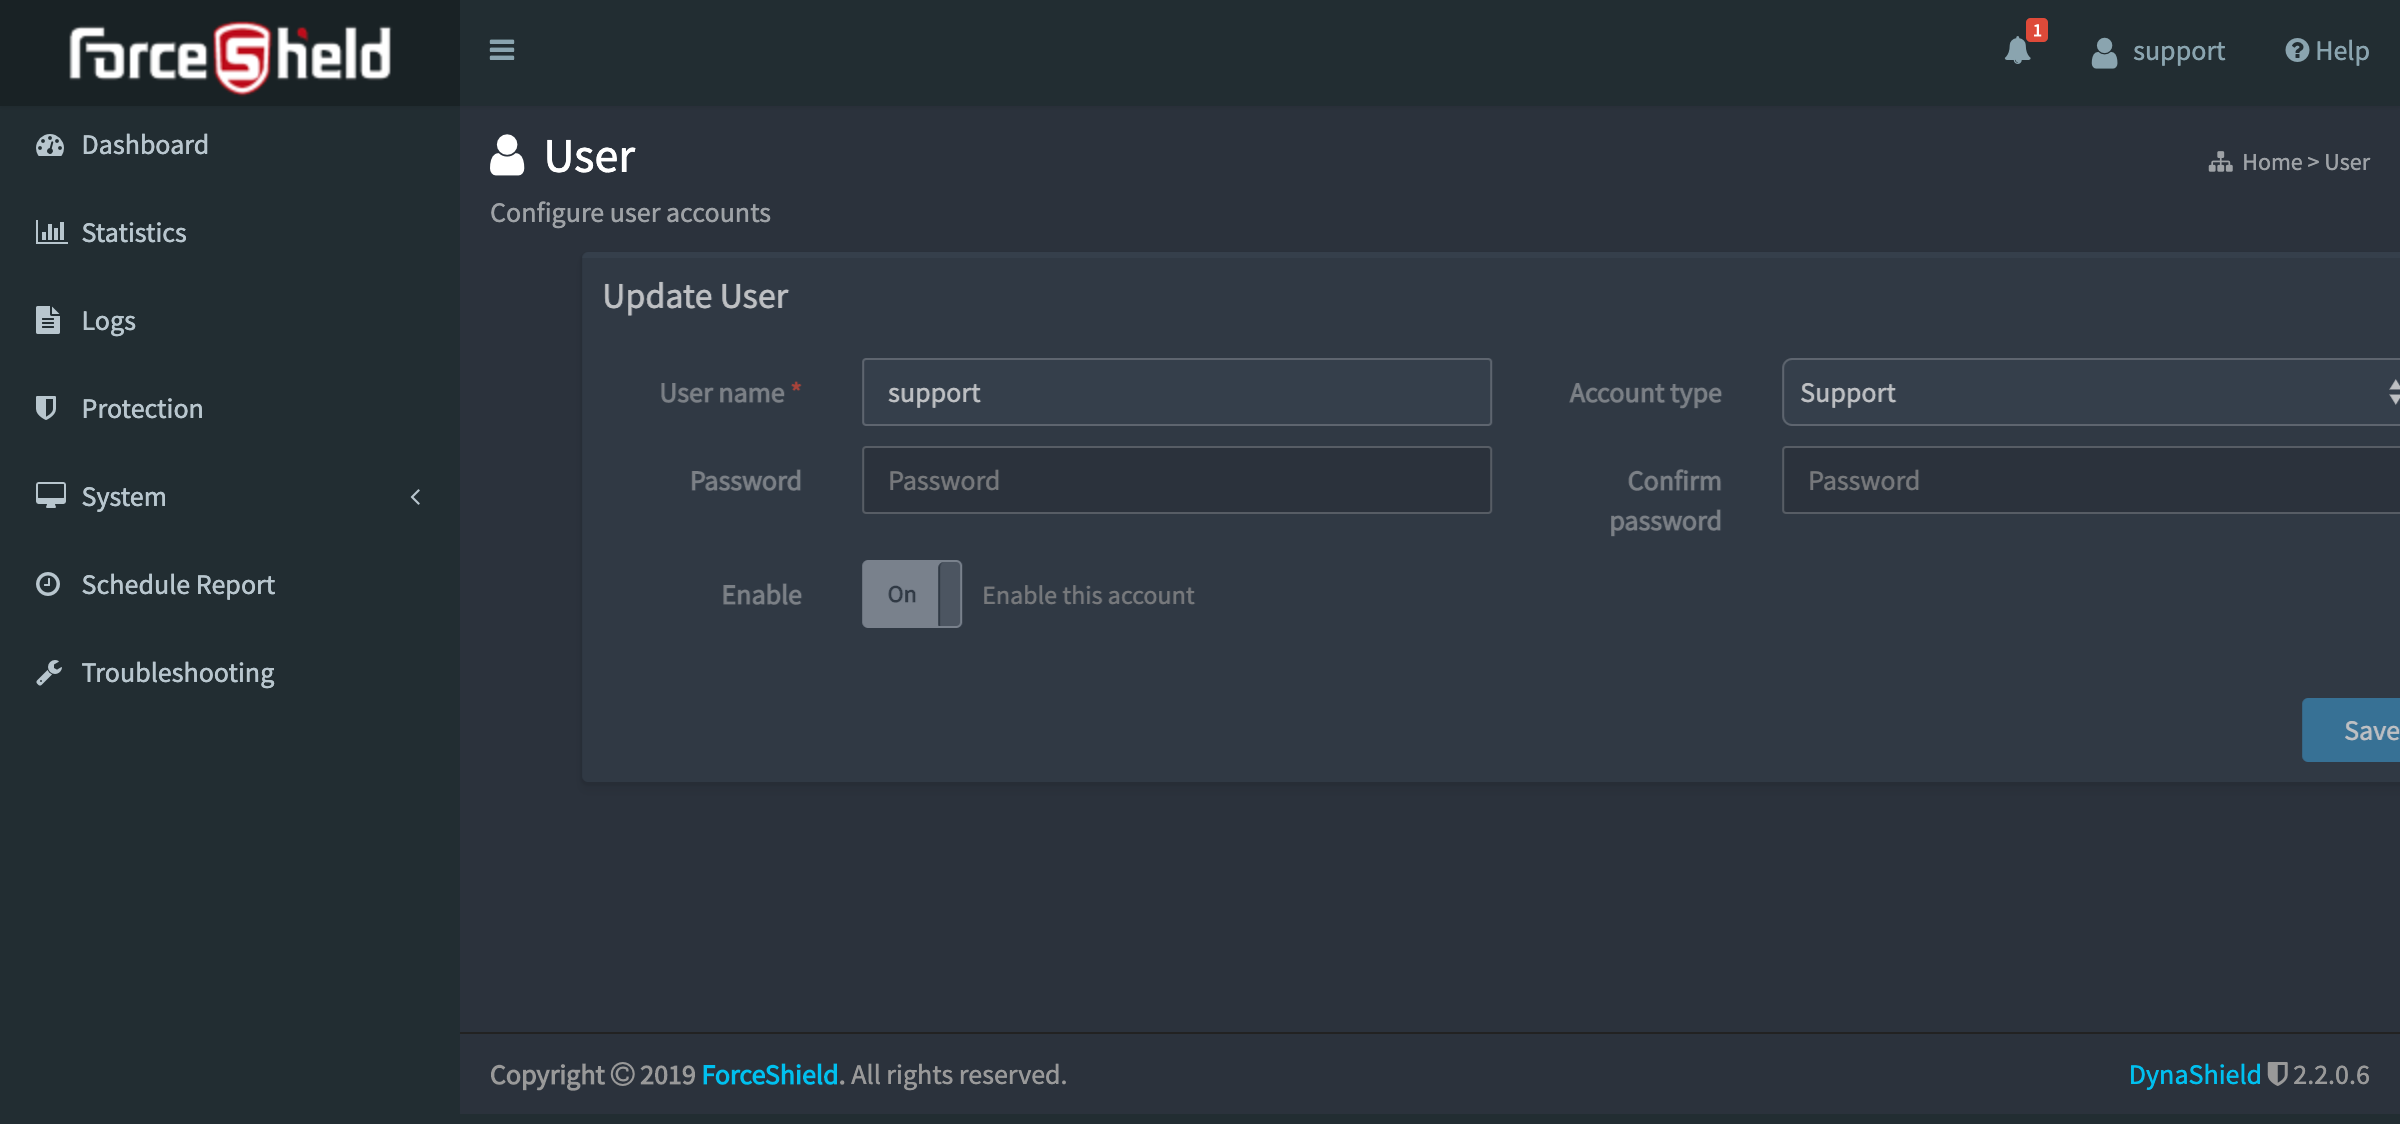 ForceShield
1
support
Help
Dashboard
Statistics
Logs
Protection
System
Schedule Report
Troubleshooting
User
Home > User
Configure user accounts
Update User
User name *
support
Account type
Support
Password
Password
Confirm password
Password
Enable
On
Enable this account
Save
Copyright © 2019 ForceShield. All rights reserved.
DynaShield 2.2.0.6